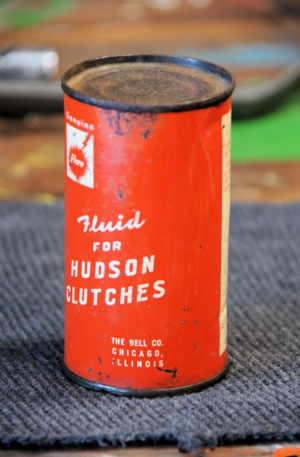 Genuine
Fluid
FOR
HUDSON
CLUTCHES
THE BELL CO.
CHICAGO,
ILLINOIS